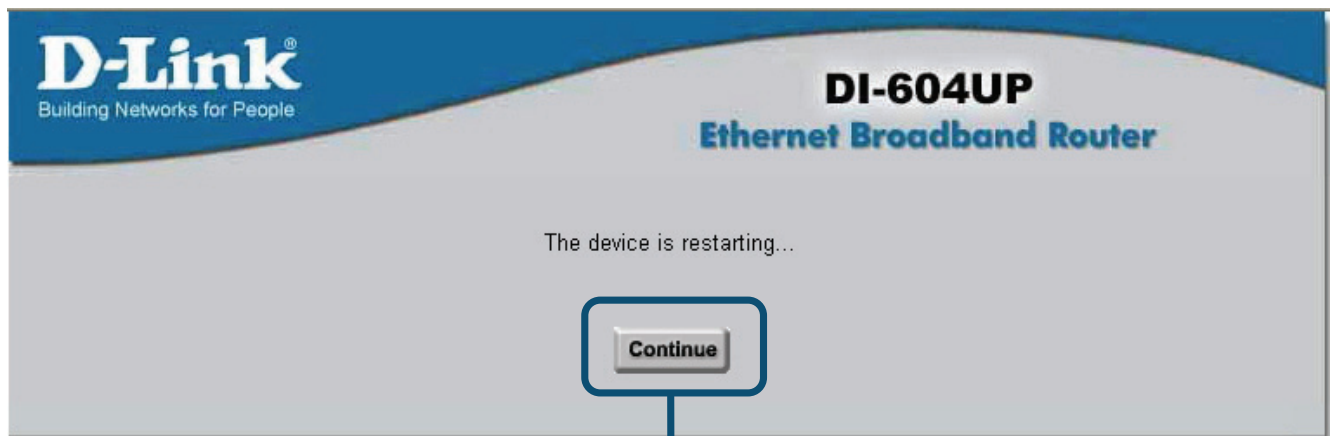 D-Link®
Building Networks for People
DI-604UP
Ethernet Broadband Router
The device is restarting...
Continue